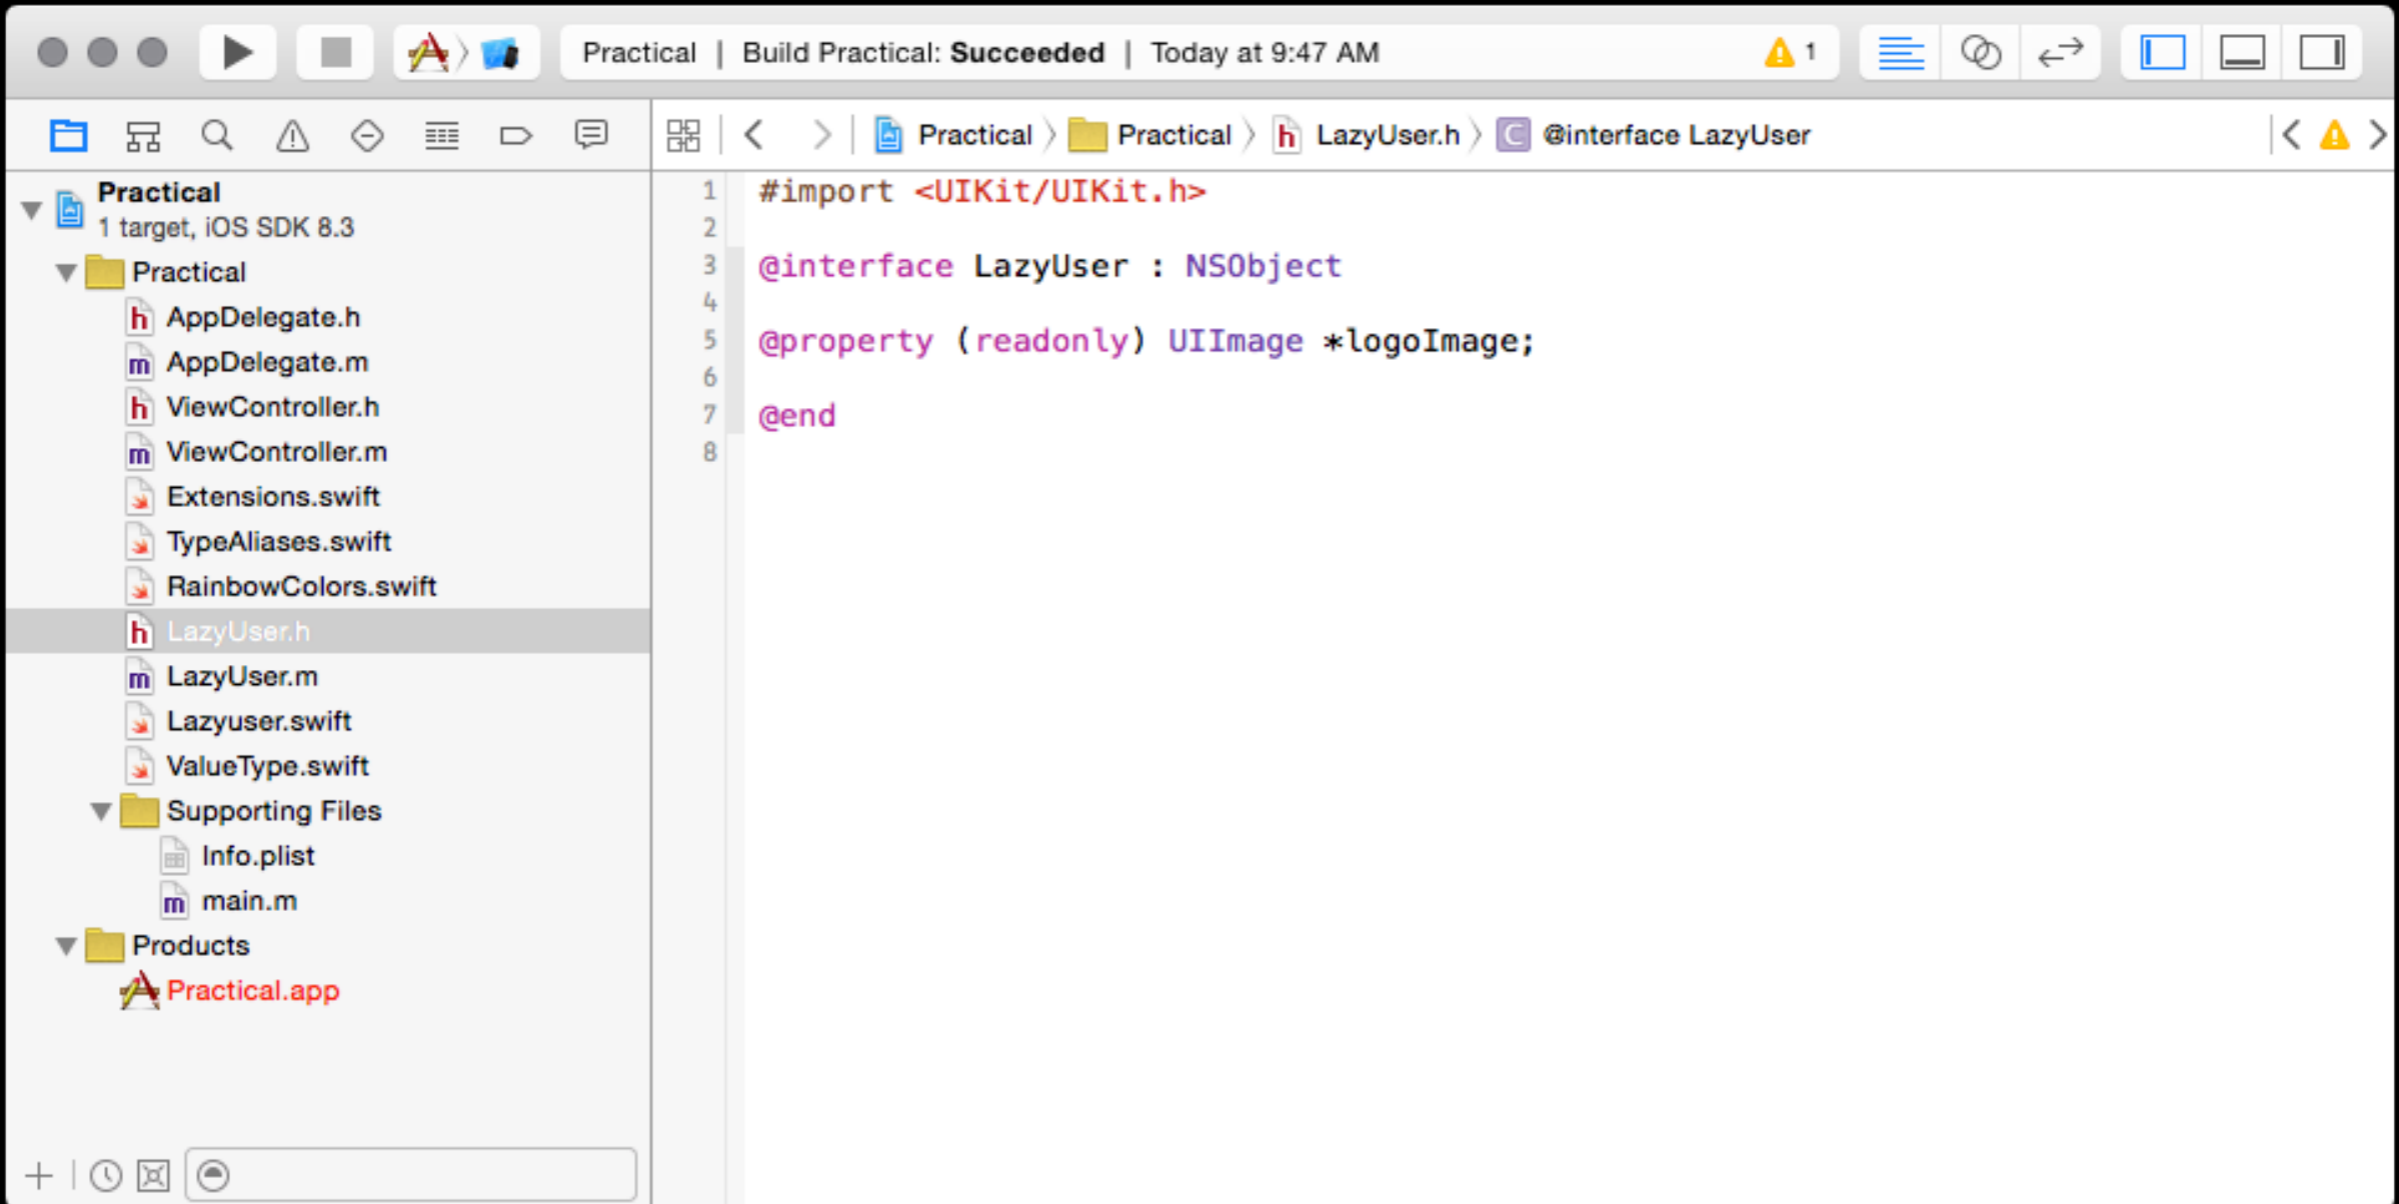 Practical | Build Practical: Succeeded | Today at 9:47 AM 1
Practical Practical h LazyUser.h C @interface LazyUser
Practical
1 target, iOS SDK 8.3
Practical
h AppDelegate.h
m AppDelegate.m
h ViewController.h
m ViewController.m
Extensions.swift
TypeAliases.swift
RainbowColors.swift
h LazyUser.h
m LazyUser.m
Lazyuser.swift
ValueType.swift
Supporting Files
Info.plist
m main.m
Products
Practical.app
1 #import <UIKit/UIKit.h>
2
3 @interface LazyUser : NSObject
4
5 @property (readonly) UIImage *logoImage;
6
7 @end
8